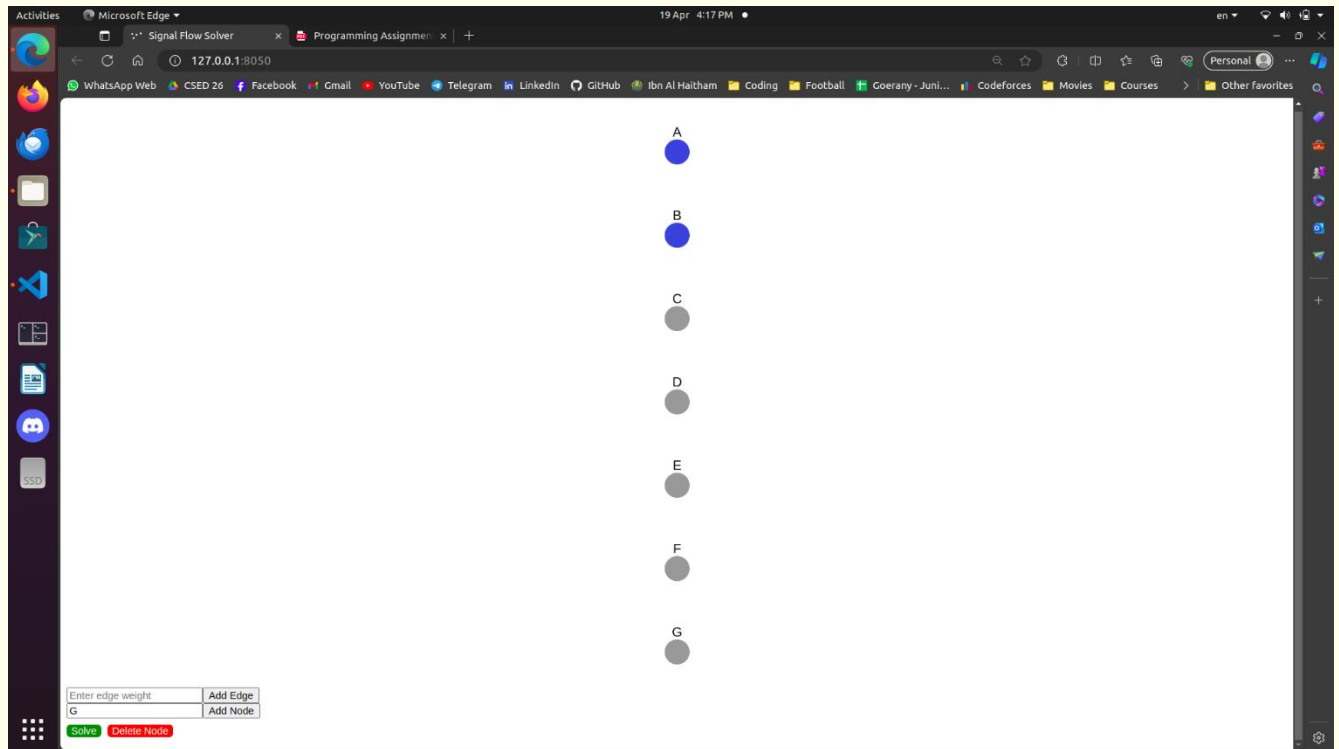 Activities Microsoft Edge 19 Apr 4:17 PM en
Signal Flow Solver Programming Assignmen
127.0.0.1:8050 Personal
WhatsApp Web CSED 26 Facebook Gmail YouTube Telegram LinkedIn GitHub Ibn Al Haitham Coding Football Goerany - Juni... Codeforces Movies Courses Other favorites
A
B
C
D
E
F
G
SSD
Enter edge weight Add Edge
G Add Node
Solve Delete Node